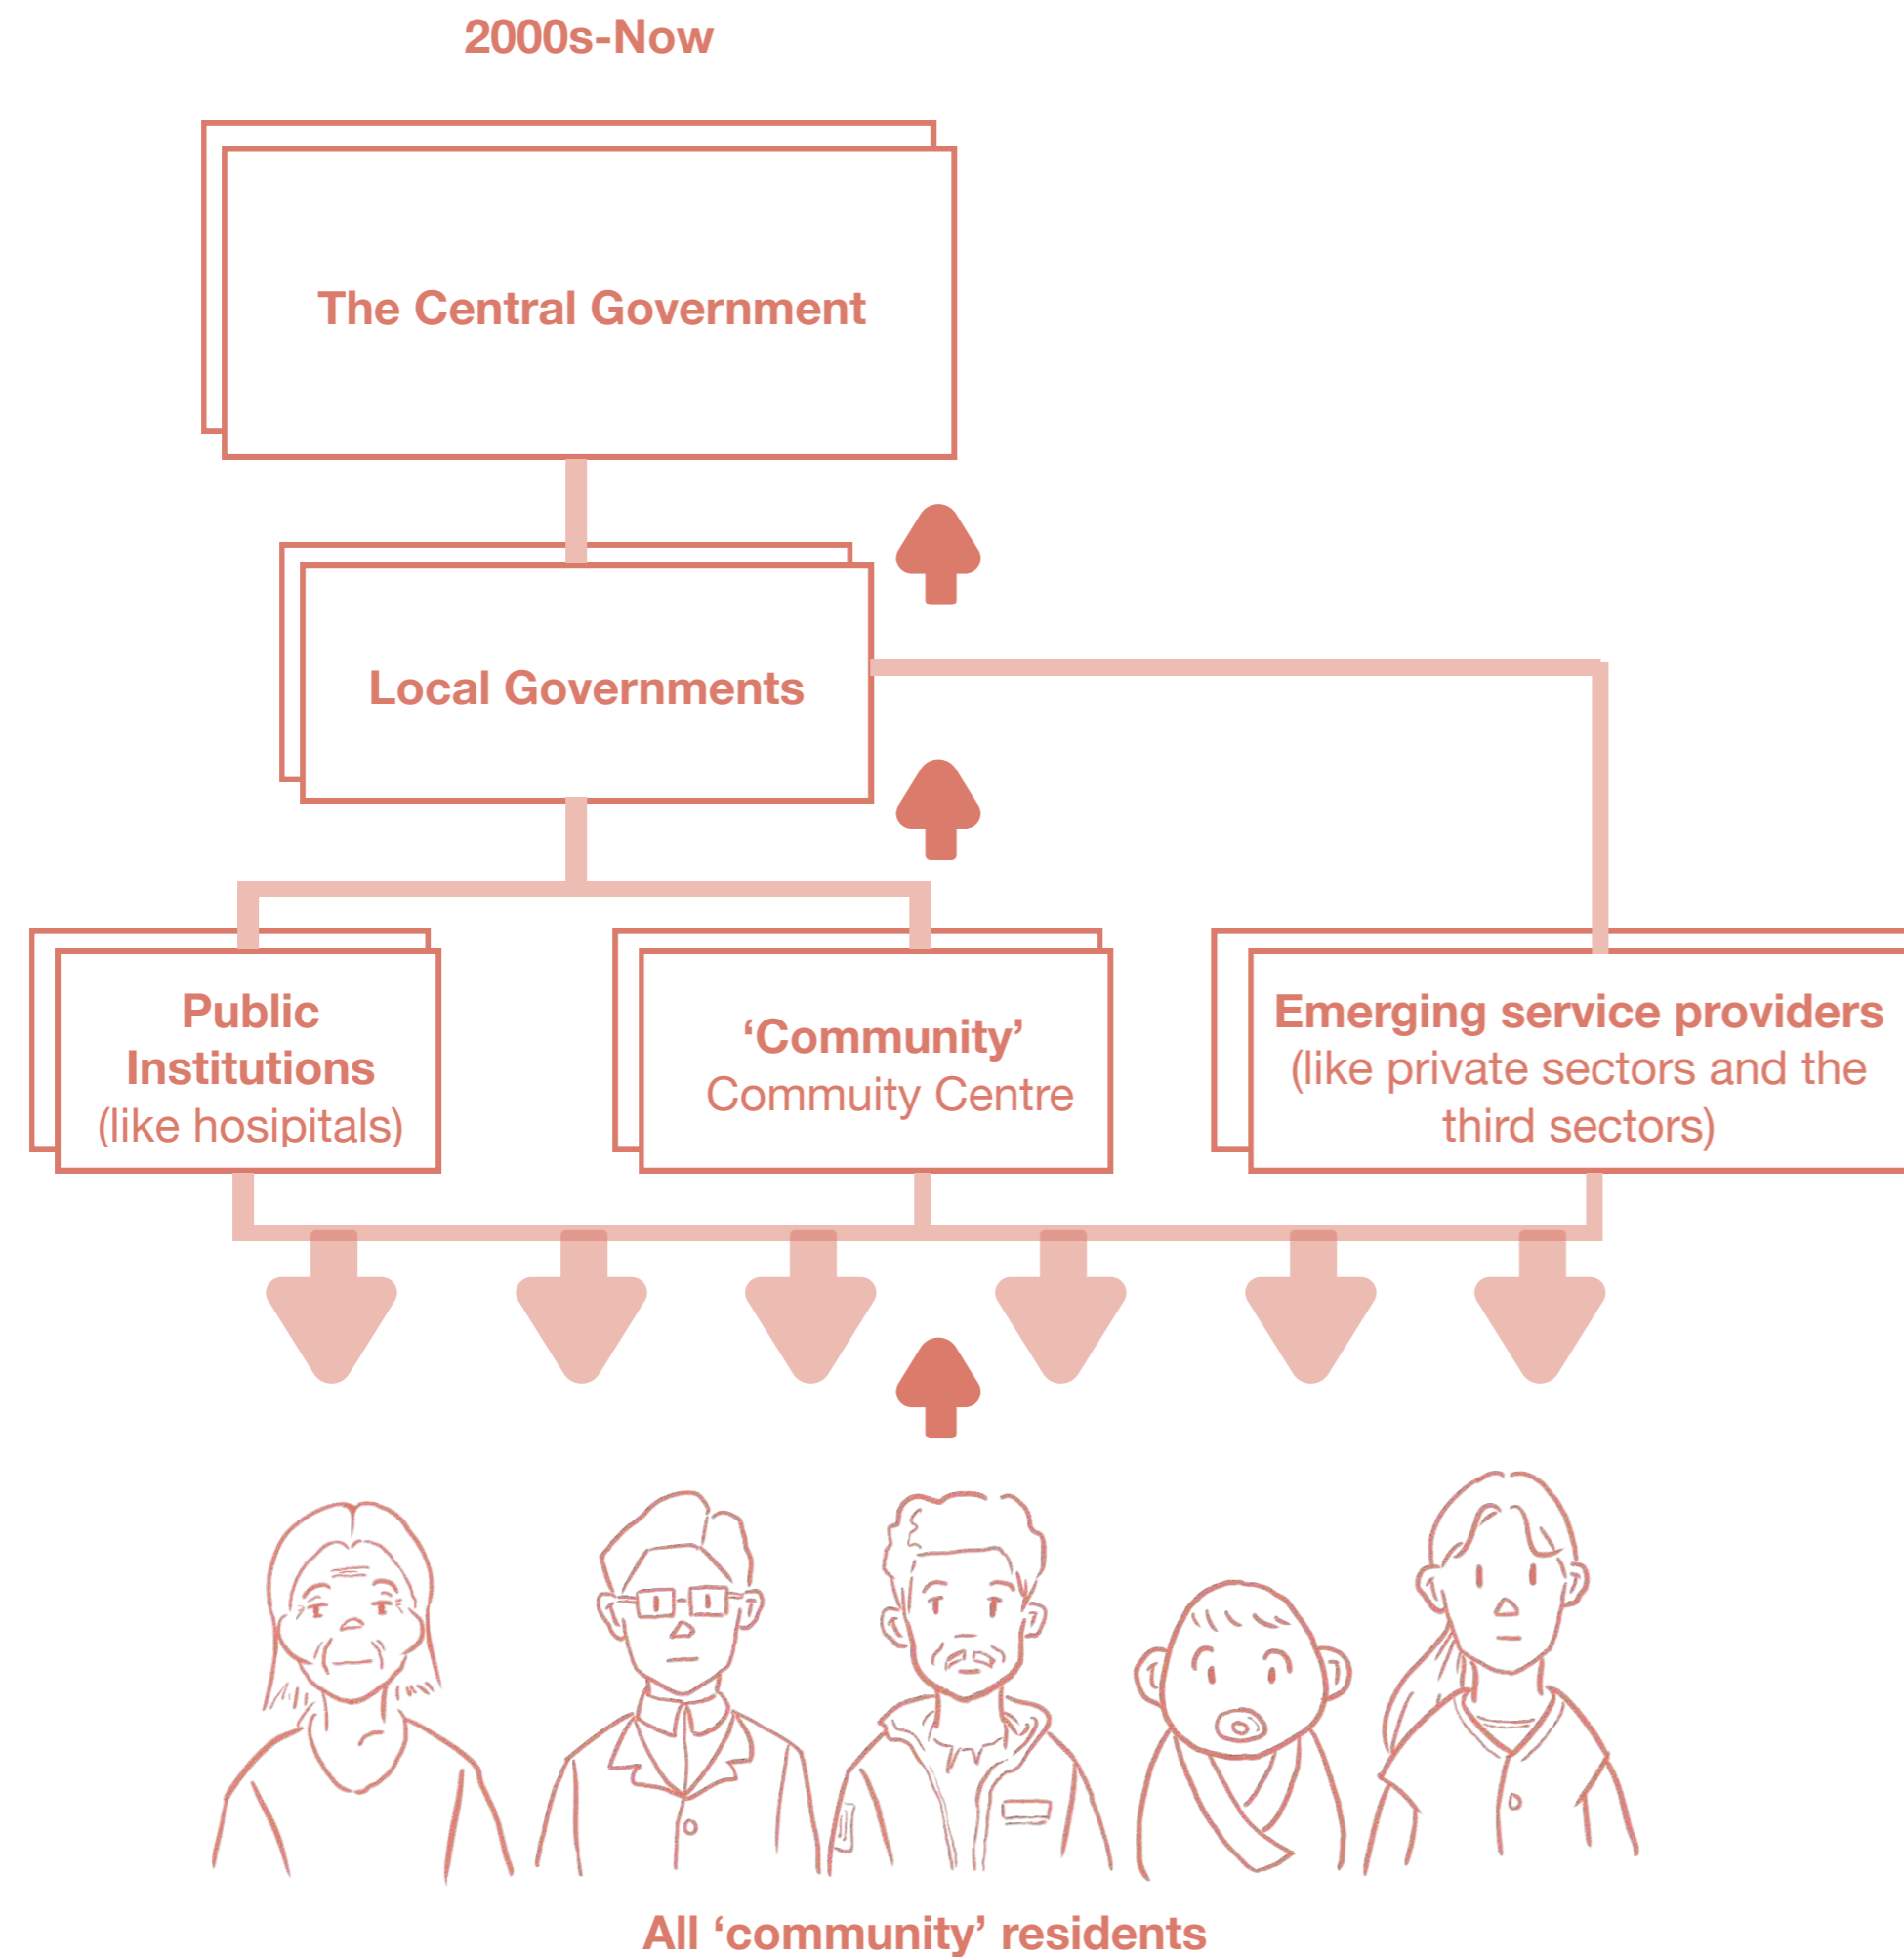 2000s-Now
The Central Government
Local Governments
Public
Institutions
(like hosipitals)
‘Community’
Commuity Centre
Emerging service providers
(like private sectors and the
third sectors)
All ‘community’ residents